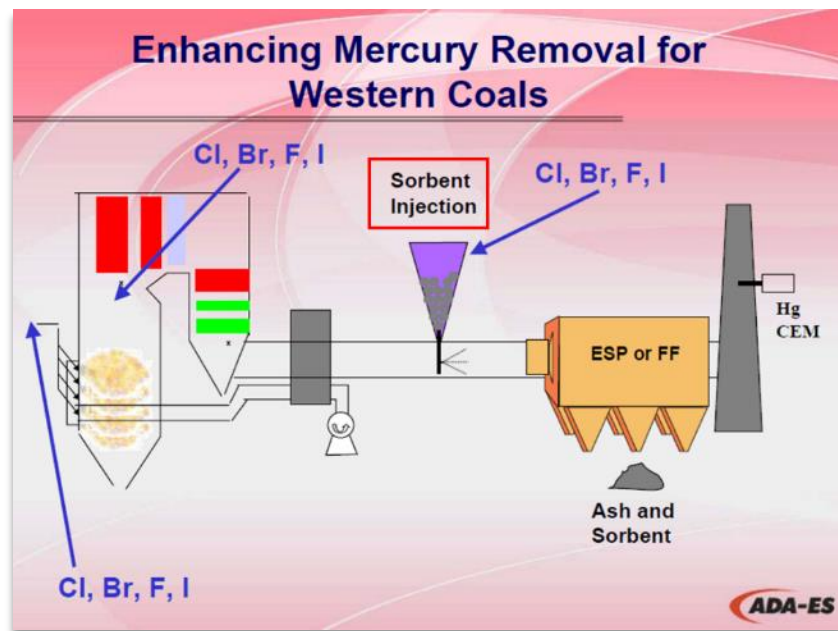 Enhancing Mercury Removal for
Western Coals
Cl, Br, F, I
Sorbent
Injection
Cl, Br, F, I
Hg
CEM
ESP or FF
x
Ash and
Sorbent
Cl, Br, F, I
ADA-ES